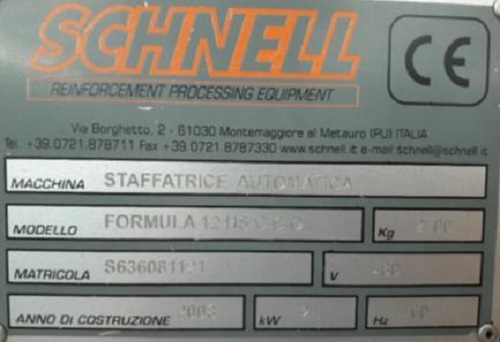 SCHNELL
REINFORCEMENT PROCESSING EQUIPMENT
CE
Via Borghetto, 2 - 61030 Montemaggiore al Metauro (PU) ITALIA
Tel. +39.0721.878711 Fax +39.0721.8787330 www.schnell.it e-mail: schnell@schnell.it
MACCHINA STAFFATRICE AUTOMATICA
MODELLO FORMULA Kg
MATRICOLA V
ANNO DI COSTRUZIONE kW Hz